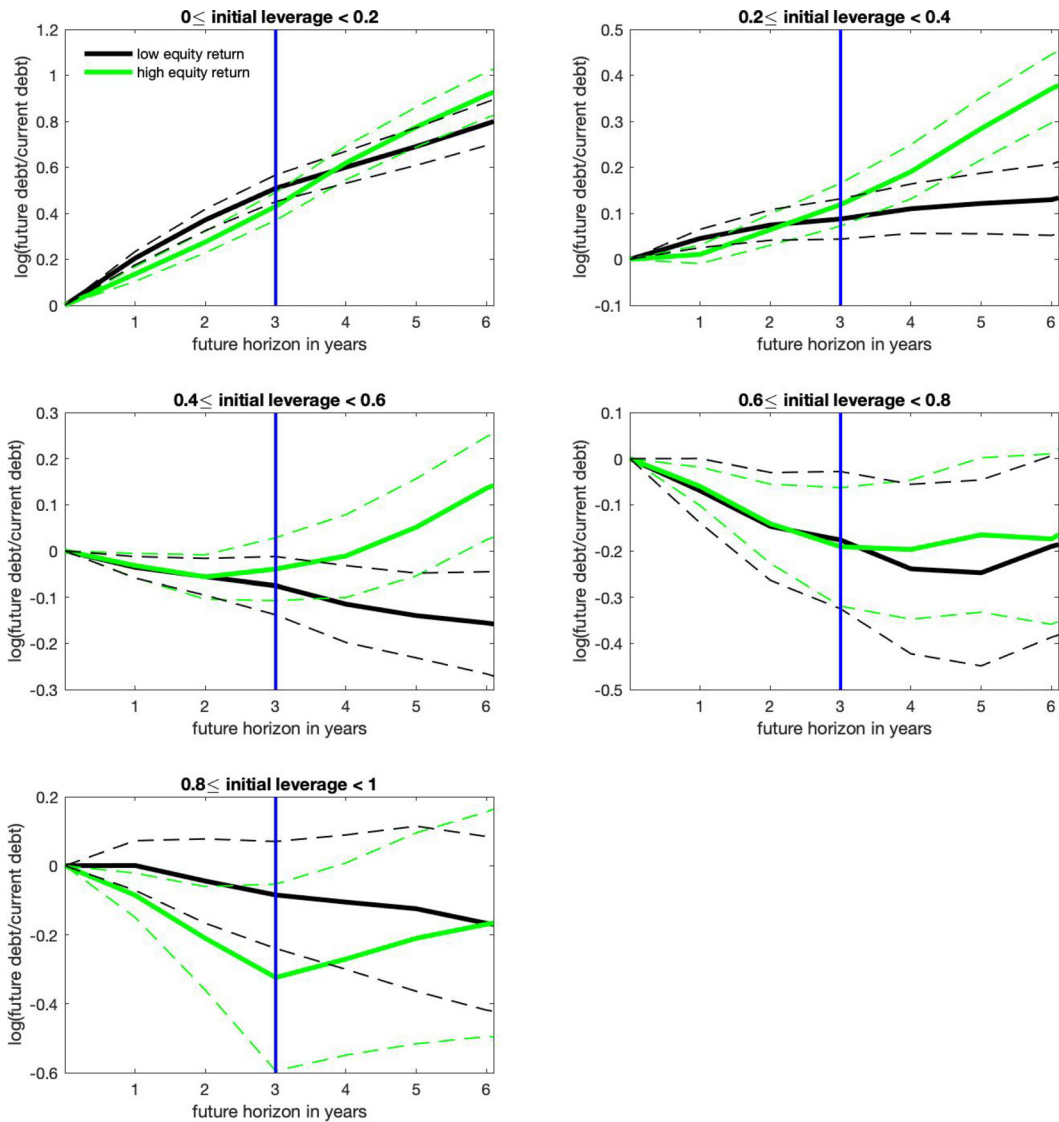 0≤ initial leverage < 0.2
log(future debt/current debt)
1.2
1
0.8
0.6
0.4
0.2
0
low equity return
high equity return
1 2 3 4 5 6
future horizon in years
0.2≤ initial leverage < 0.4
log(future debt/current debt)
0.5
0.4
0.3
0.2
0.1
0
-0.1
1 2 3 4 5 6
future horizon in years
0.4≤ initial leverage < 0.6
log(future debt/current debt)
0.3
0.2
0.1
0
-0.1
-0.2
-0.3
1 2 3 4 5 6
future horizon in years
0.6≤ initial leverage < 0.8
log(future debt/current debt)
0.1
0
-0.1
-0.2
-0.3
-0.4
-0.5
1 2 3 4 5 6
future horizon in years
0.8≤ initial leverage < 1
log(future debt/current debt)
0.2
0
-0.2
-0.4
-0.6
1 2 3 4 5 6
future horizon in years